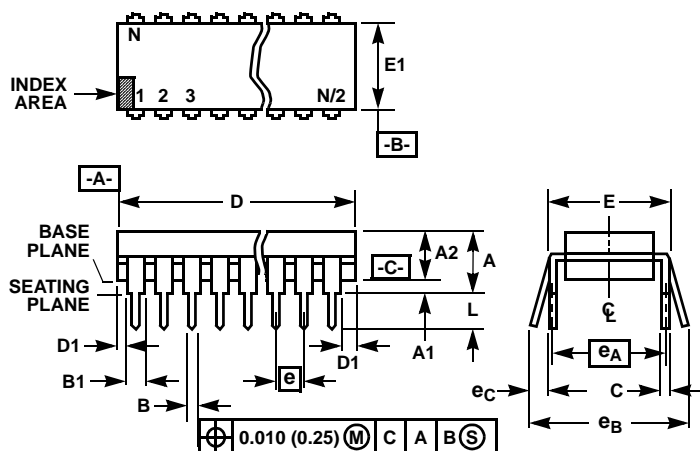 N
E1
INDEX
AREA
1 2 3 N/2
-B-
-A-
D
E
BASE
PLANE
A2
A
-C-
SEATING
PLANE
L
CL
D1
A1
D1
eA
B1
e
eC
C
B
eB
0.010 (0.25) M C A B S